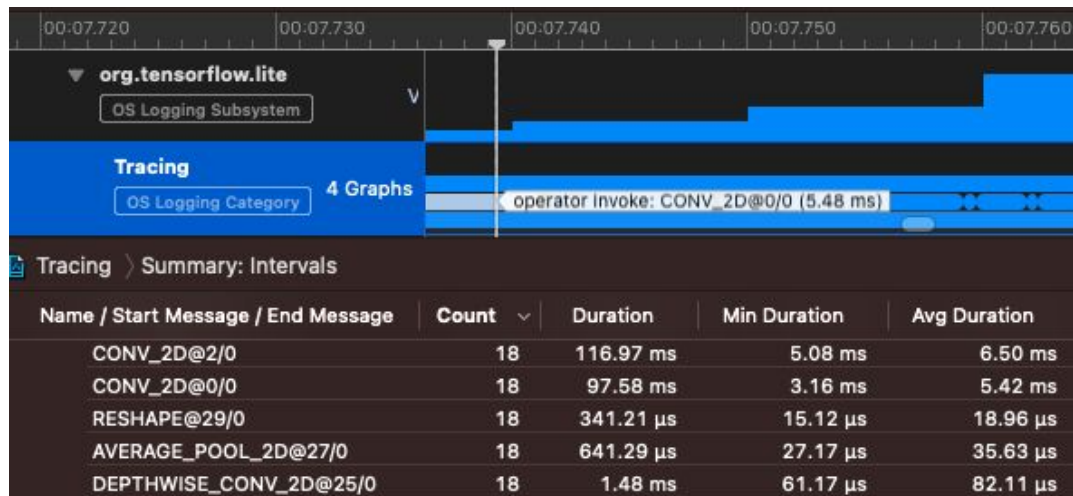 00:07.720 00:07.730 00:07.740 00:07.750 00:07.760
org.tensorflow.lite
OS Logging Subsystem
V
Tracing
4 Graphs
OS Logging Category
operator invoke: CONV_2D@0/0 (5.48 ms)
Tracing 〉Summary: Intervals
Name / Start Message / End Message Count Duration Min Duration Avg Duration
CONV_2D@2/0 18 116.97 ms 5.08 ms 6.50 ms
CONV_2D@0/0 18 97.58 ms 3.16 ms 5.42 ms
RESHAPE@29/0 18 341.21 µs 15.12 µs 18.96 µs
AVERAGE_POOL_2D@27/0 18 641.29 µs 27.17 µs 35.63 µs
DEPTHWISE_CONV_2D@25/0 18 1.48 ms 61.17 µs 82.11 µs